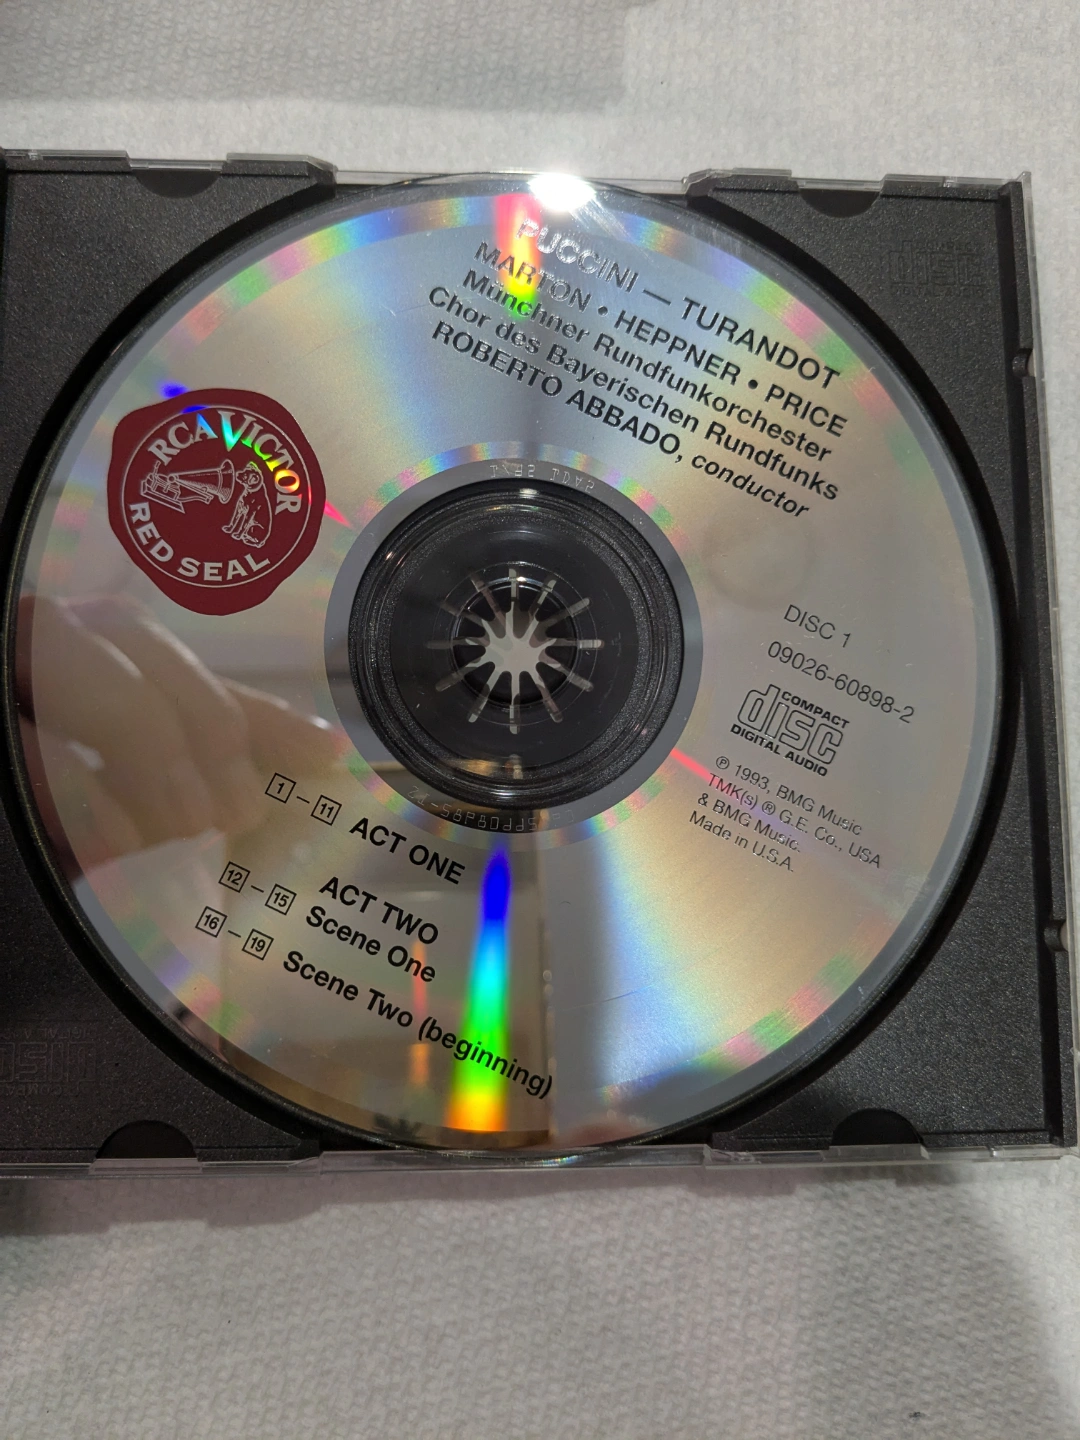 PUCCINI — TURANDOT
MARTON • HEPPNER • PRICE
Münchner Rundfunkorchester
Chor des Bayerischen Rundfunks
ROBERTO ABBADO, conductor
RCA VICTOR
RED SEAL
DISC 1
09026-60898-2
COMPACT
disc
DIGITAL AUDIO
℗ 1993, BMG Music
TMK(s) ® G.E. Co., USA
& BMG Music.
Made in U.S.A.
1 – 11 ACT ONE
ACT TWO
12 – 15 Scene One
16 – 19 Scene Two (beginning)